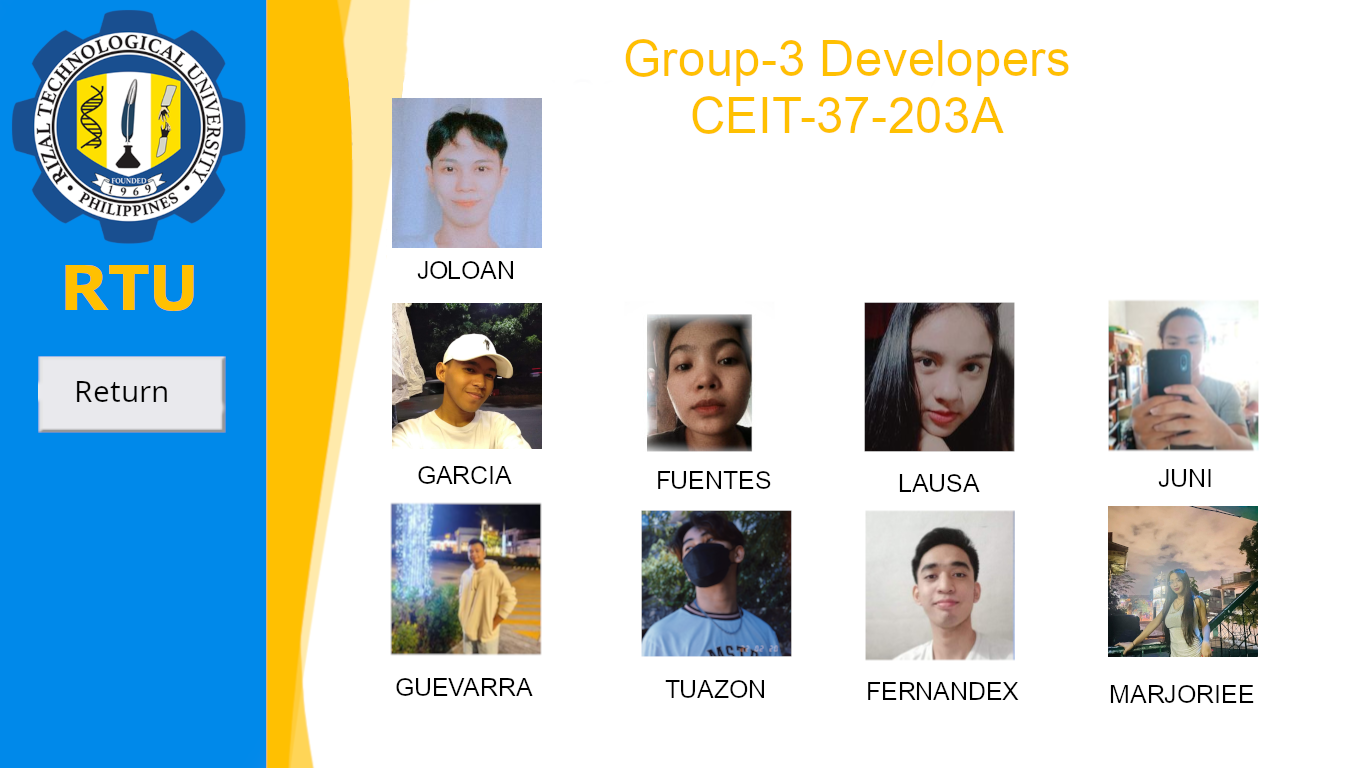 RIZAL TECHNOLOGICAL UNIVERSITY
FOUNDED
1969
PHILIPPINES
RTU
Return
Group-3 Developers
CEIT-37-203A
JOLOAN
GARCIA
FUENTES
LAUSA
JUNI
GUEVARRA
TUAZON
FERNANDEX
MARJORIEE